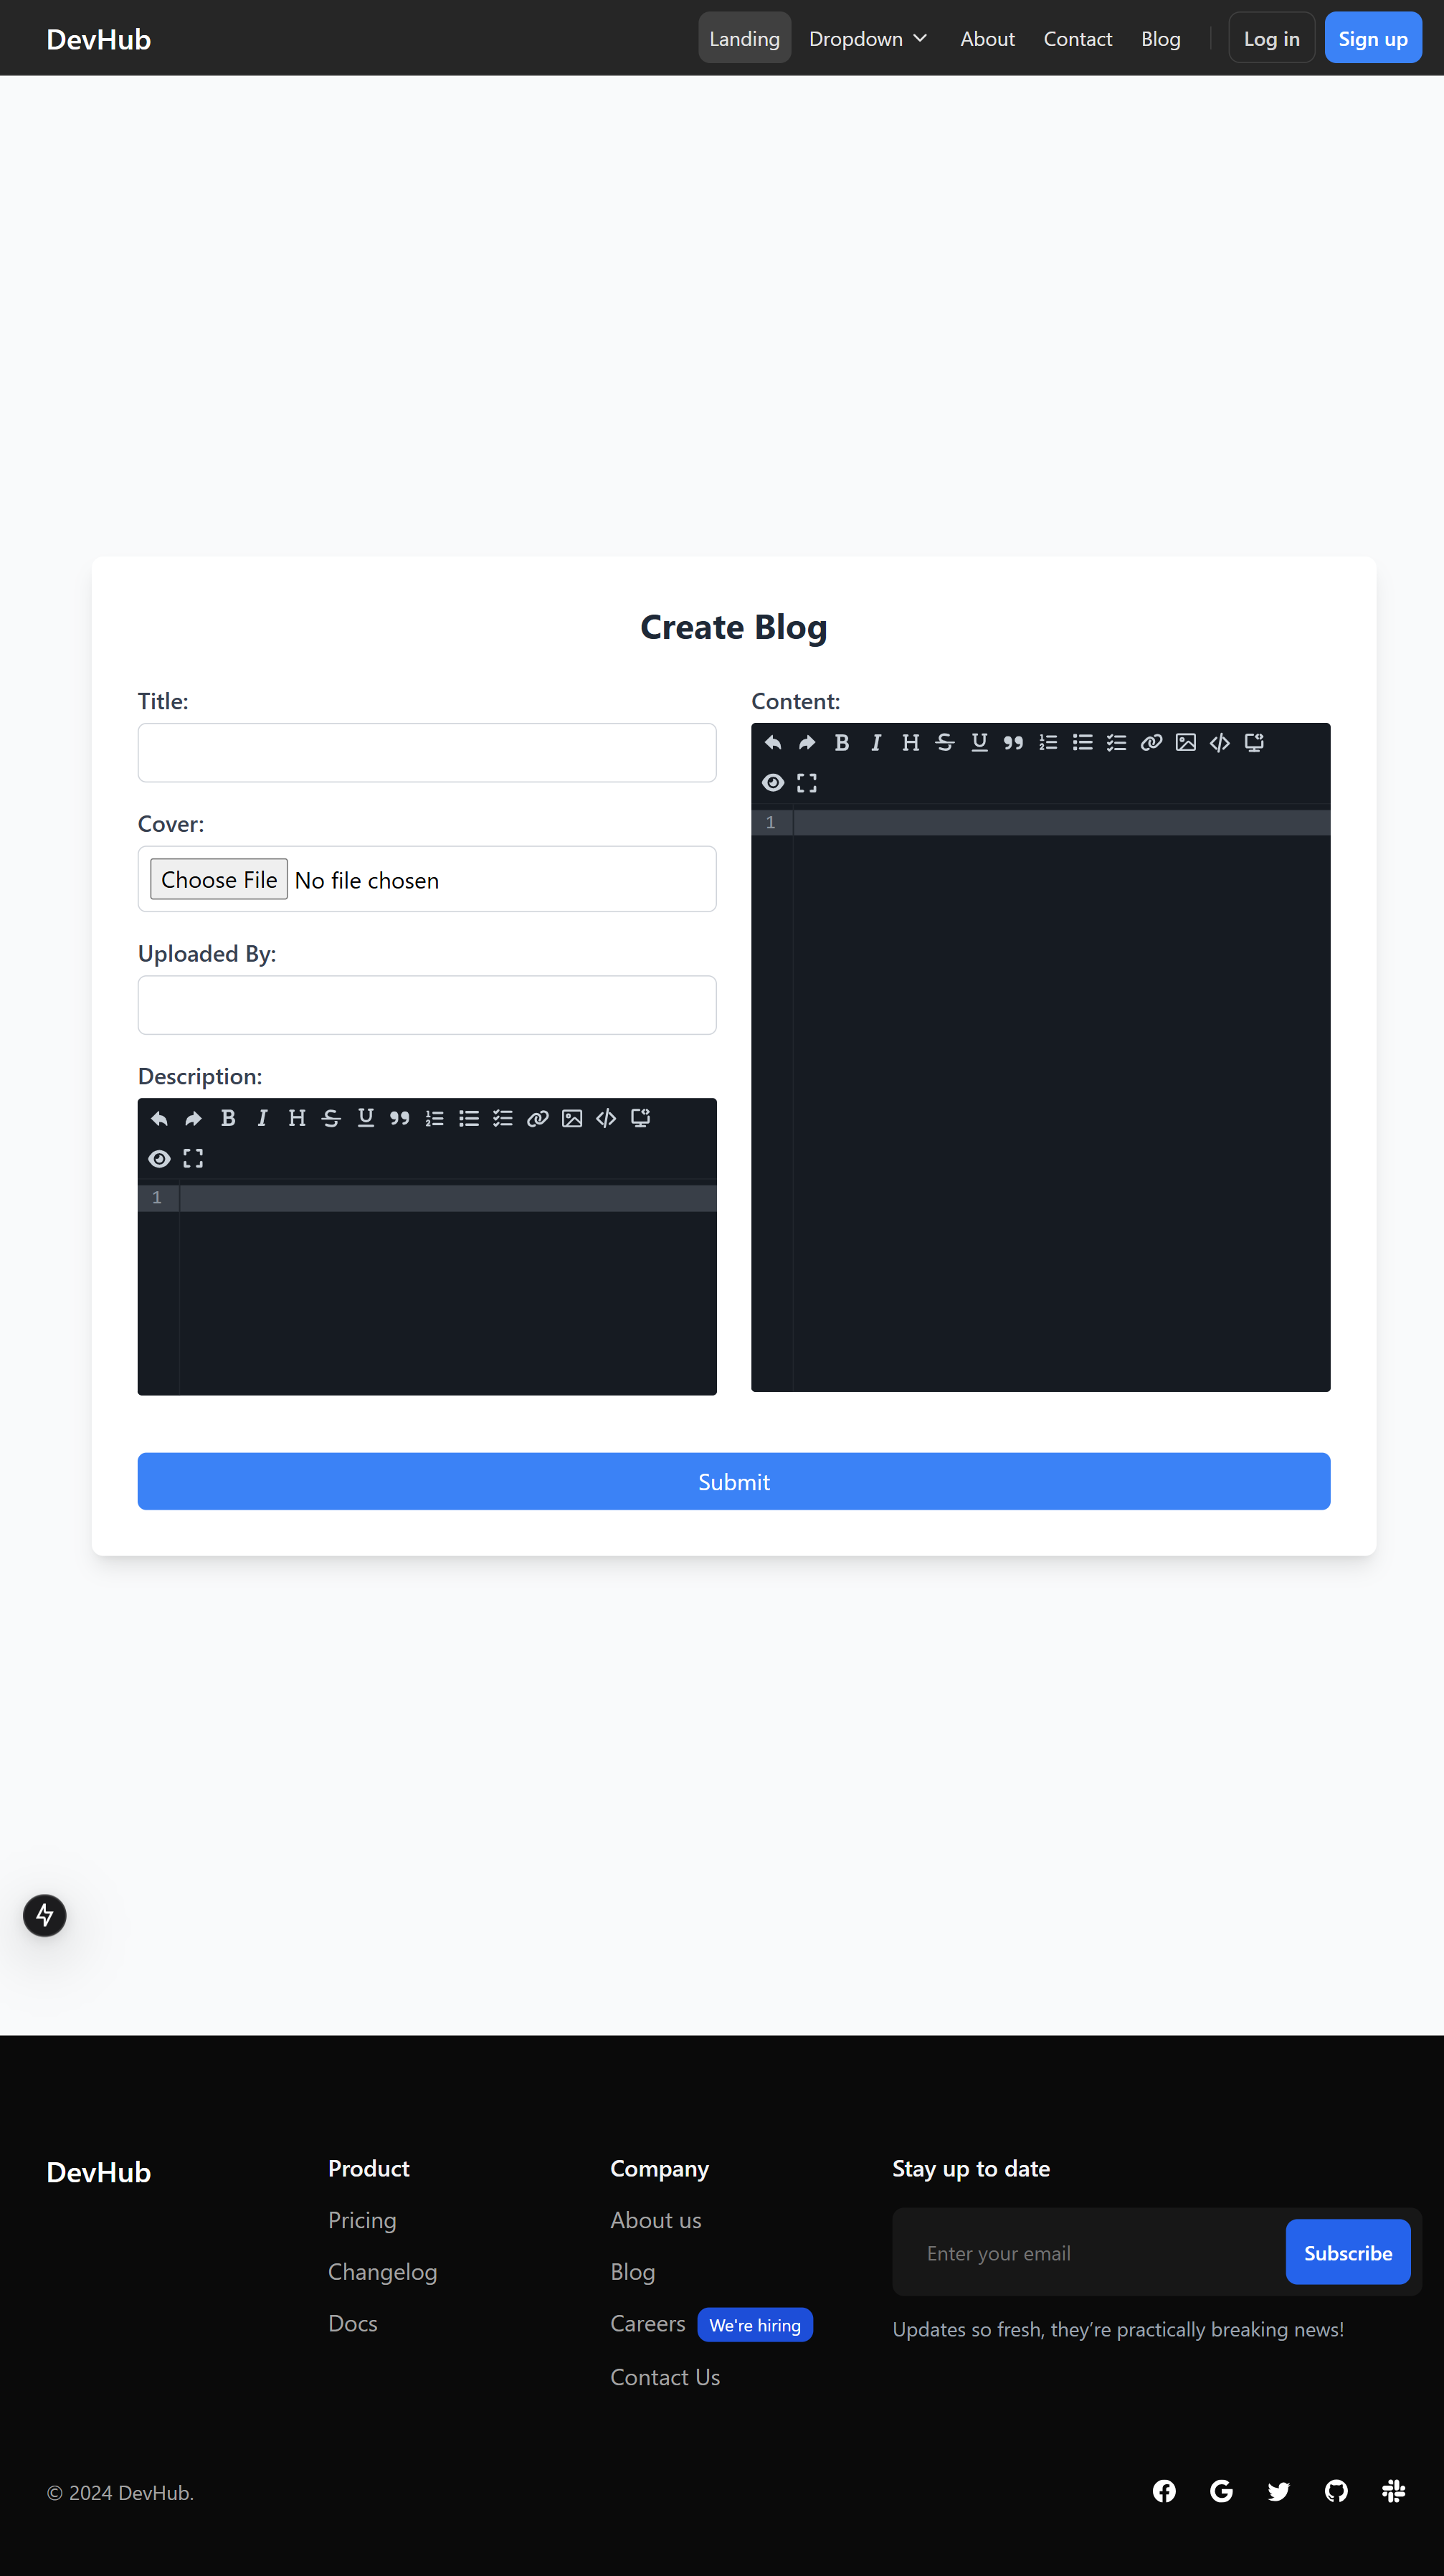 DevHub
Landing Dropdown About Contact Blog Log in Sign up
Create Blog
Title:
Cover:
Choose File No file chosen
Uploaded By:
Description:
1
Content:
1
Submit
DevHub
Product
Pricing
Changelog
Docs
Company
About us
Blog
Careers We're hiring
Contact Us
Stay up to date
Enter your email Subscribe
Updates so fresh, they’re practically breaking news!
© 2024 DevHub.